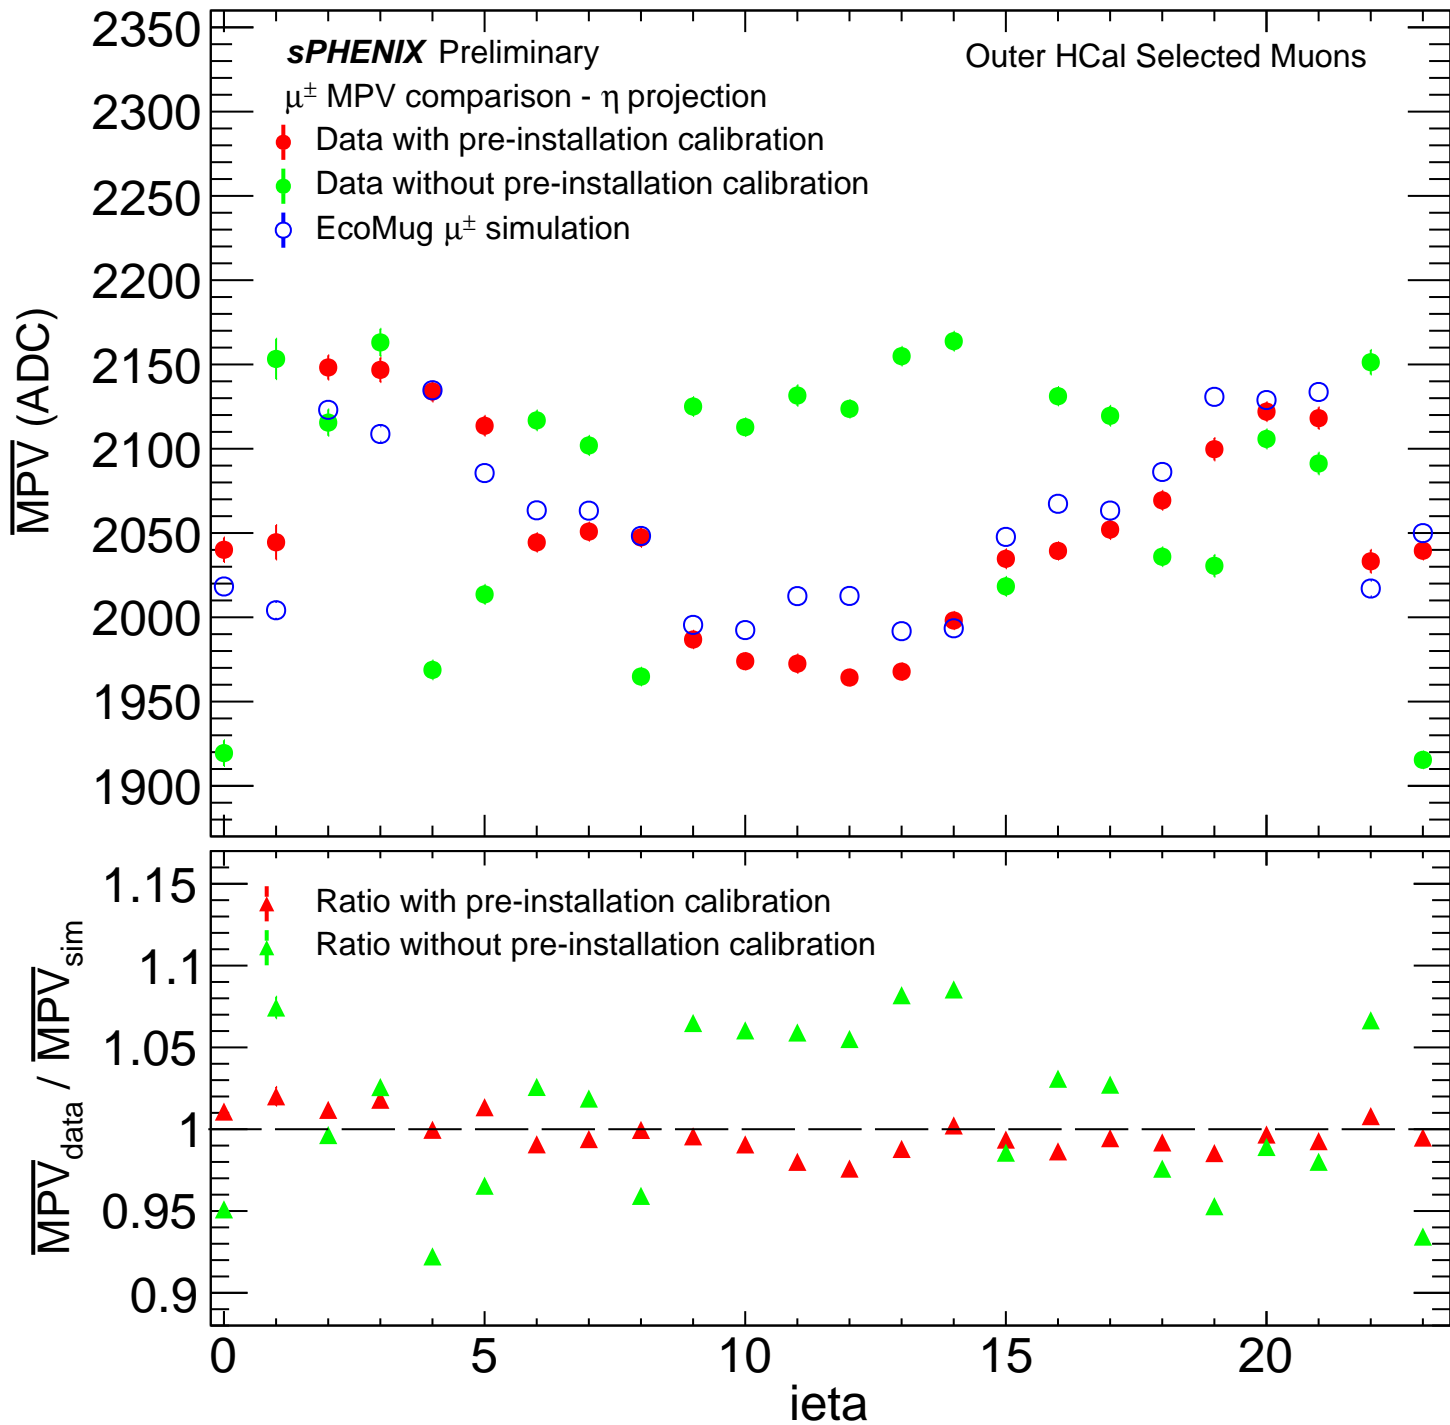 2350
2300
2250
2200
2150
2100
2050
2000
1950
1900
MPV (ADC)
sPHENIX Preliminary
Outer HCal Selected Muons
μ± MPV comparison - η projection
Data with pre-installation calibration
Data without pre-installation calibration
EcoMug μ± simulation
1.15
1.1
1.05
1
0.95
0.9
MPV_data / MPV_sim
Ratio with pre-installation calibration
Ratio without pre-installation calibration
0 5 10 15 20
ieta